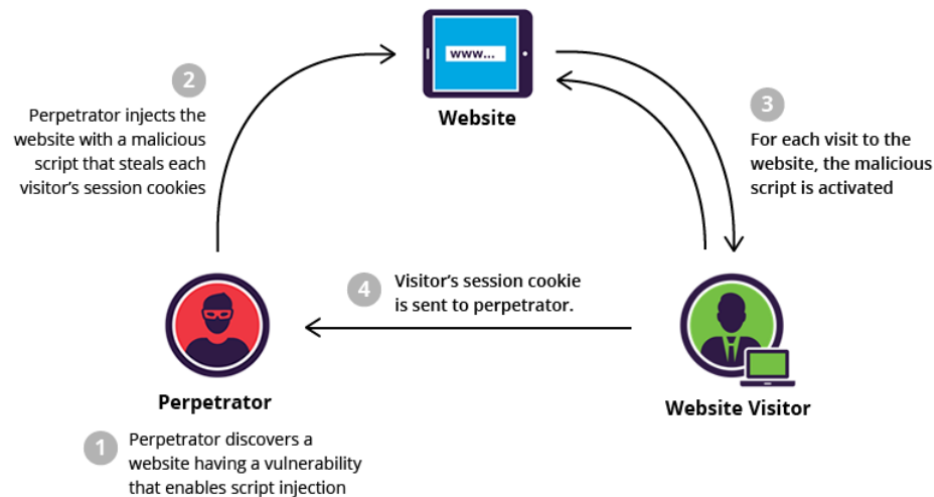 www...
Website
2
Perpetrator injects the
website with a malicious
script that steals each
visitor's session cookies
3
For each visit to the
website, the malicious
script is activated
4
Visitor's session cookie
is sent to perpetrator.
Perpetrator
Website Visitor
1
Perpetrator discovers a
website having a vulnerability
that enables script injection